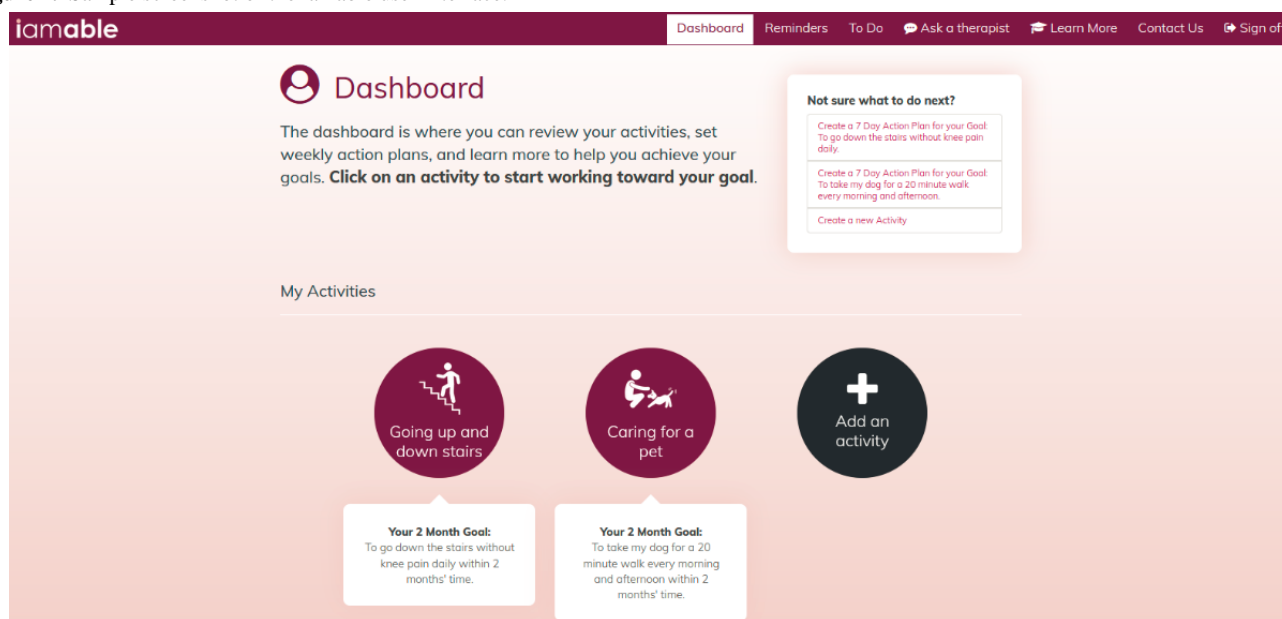 iamable
Dashboard Reminders To Do Ask a therapist Learn More Contact Us Sign of
Dashboard
The dashboard is where you can review your activities, set
weekly action plans, and learn more to help you achieve your
goals. Click on an activity to start working toward your goal.
Not sure what to do next?
Create a 7 Day Action Plan for your Goal:
To go down the stairs without knee pain
daily.
Create a 7 Day Action Plan for your Goal:
To take my dog for a 20 minute walk
every morning and afternoon.
Create a new Activity
My Activities
Going up and
down stairs
Caring for a
pet
Add an
activity
Your 2 Month Goal:
To go down the stairs without
knee pain daily within 2
months' time.
Your 2 Month Goal:
To take my dog for a 20
minute walk every morning
and afternoon within 2
months' time.